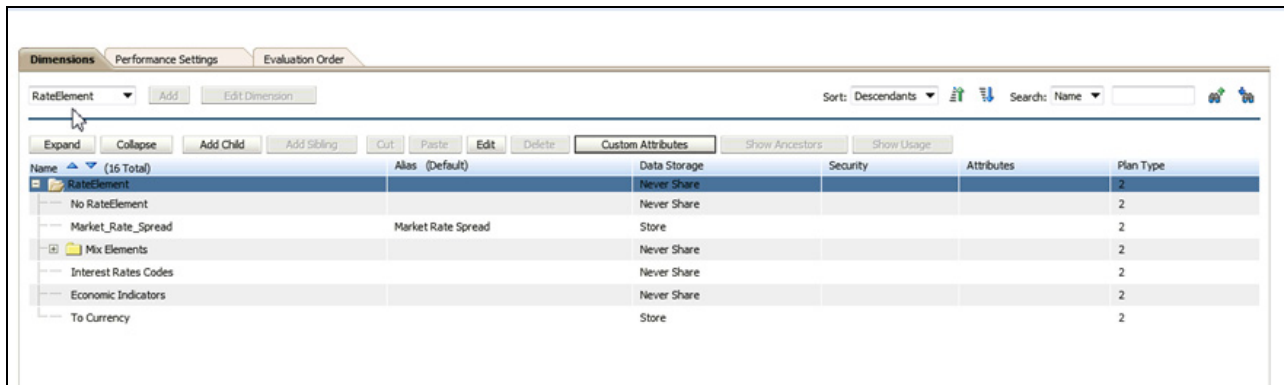 Dimensions Performance Settings Evaluation Order
RateElement Add Edit Dimension Sort: Descendants Search: Name
Expand Collapse Add Child Add Sibling Cut Paste Edit Delete Custom Attributes Show Ancestors Show Usage
Name (16 Total) Alias (Default) Data Storage Security Attributes Plan Type
RateElement Never Share 2
No RateElement Never Share 2
Market_Rate_Spread Market Rate Spread Store 2
Mix Elements Never Share 2
Interest Rates Codes Never Share 2
Economic Indicators Never Share 2
To Currency Store 2